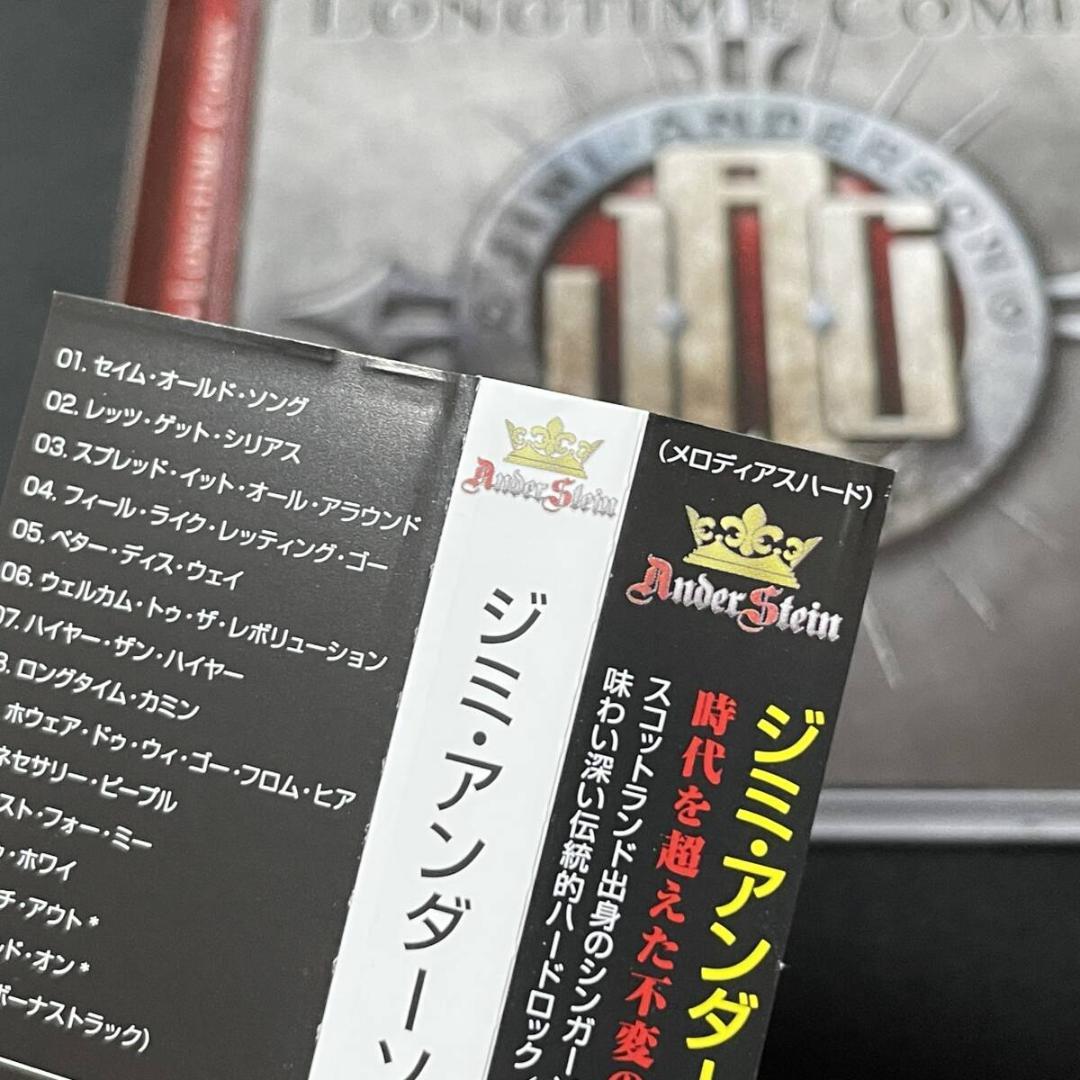 LONGTIME COMI
JIMI ANDERSON G
JAG
01. セイム・オールド・ソング
02. レッツ・ゲット・シリアス
03. スプレッド・イット・オール・アラウンド
04. フィール・ライク・レッティング・ゴー
05. ベター・ディス・ウェイ
06. ウェルカム・トゥ・ザ・レボリューション
07. ハイヤー・ザン・ハイヤー
8. ロングタイム・カミン
ホウェア・ドゥ・ウィ・ゴー・フロム・ヒア
ネセサリー・ピープル
スト・フォー・ミー
・ホワイ
チ・アウト *
ルド・オン *
ボーナストラック)
AnderStein
ジミ・アンダーソ
(メロディアスハード)
AnderStein
ジミ・アンダー
時代を超えた不変の
スコットランド出身のシンガー
味わい深い伝統的ハードロック